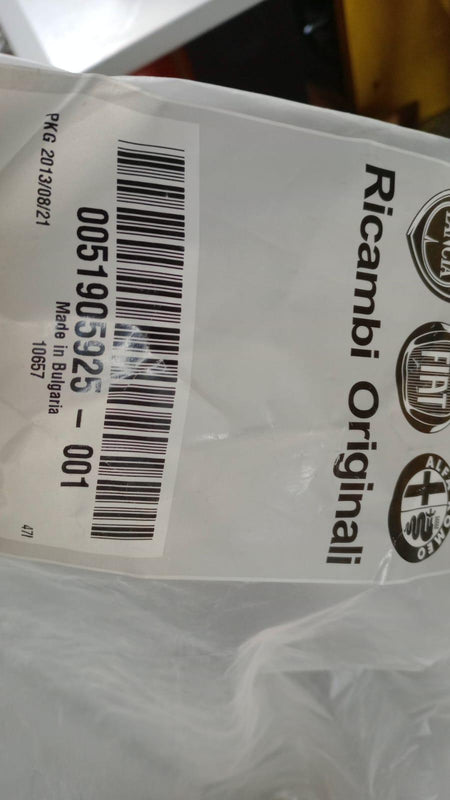 LANCIA
FIAT
ALFA ROMEO
Ricambi Originali
0051905925 - 001
Made in Bulgaria
10657
PKG 2013/08/21
471